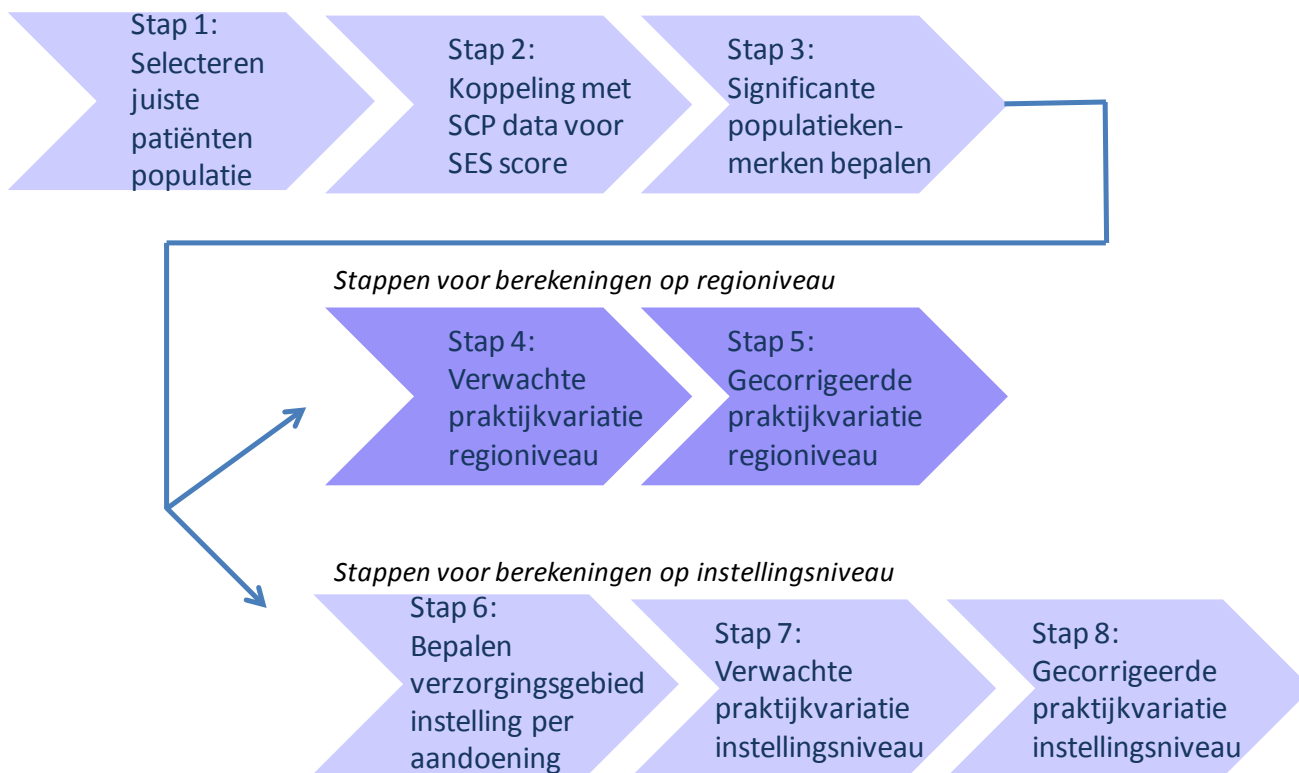 Stap 1:
Selecteren
juiste
patiënten
populatie
Stap 2:
Koppeling met
SCP data voor
SES score
Stap 3:
Significante
populatieken-
merken bepalen
Stappen voor berekeningen op regioniveau
Stap 4:
Verwachte
praktijkvariatie
regioniveau
Stap 5:
Gecorrigeerde
praktijkvariatie
regioniveau
Stappen voor berekeningen op instellingsniveau
Stap 6:
Bepalen
verzorgingsgebied
instelling per
aandoening
Stap 7:
Verwachte
praktijkvariatie
instellingsniveau
Stap 8:
Gecorrigeerde
praktijkvariatie
instellingsniveau